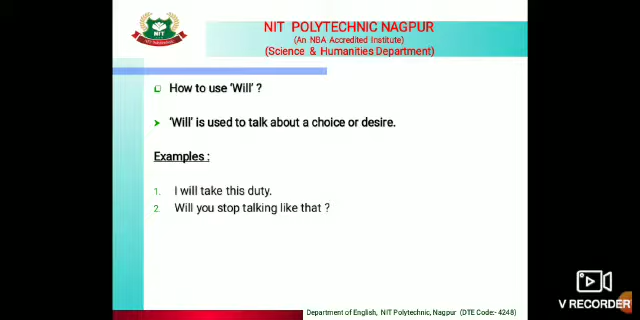 NIT POLYTECHNIC NAGPUR
(An NBA Accredited Institute)
(Science & Humanities Department)
NIT
How to use ‘Will’ ?
‘Will’ is used to talk about a choice or desire.
Examples :
1. I will take this duty.
2. Will you stop talking like that ?
V RECORDER
Department of English, NIT Polytechnic, Nagpur (DTE Code:- 4248)